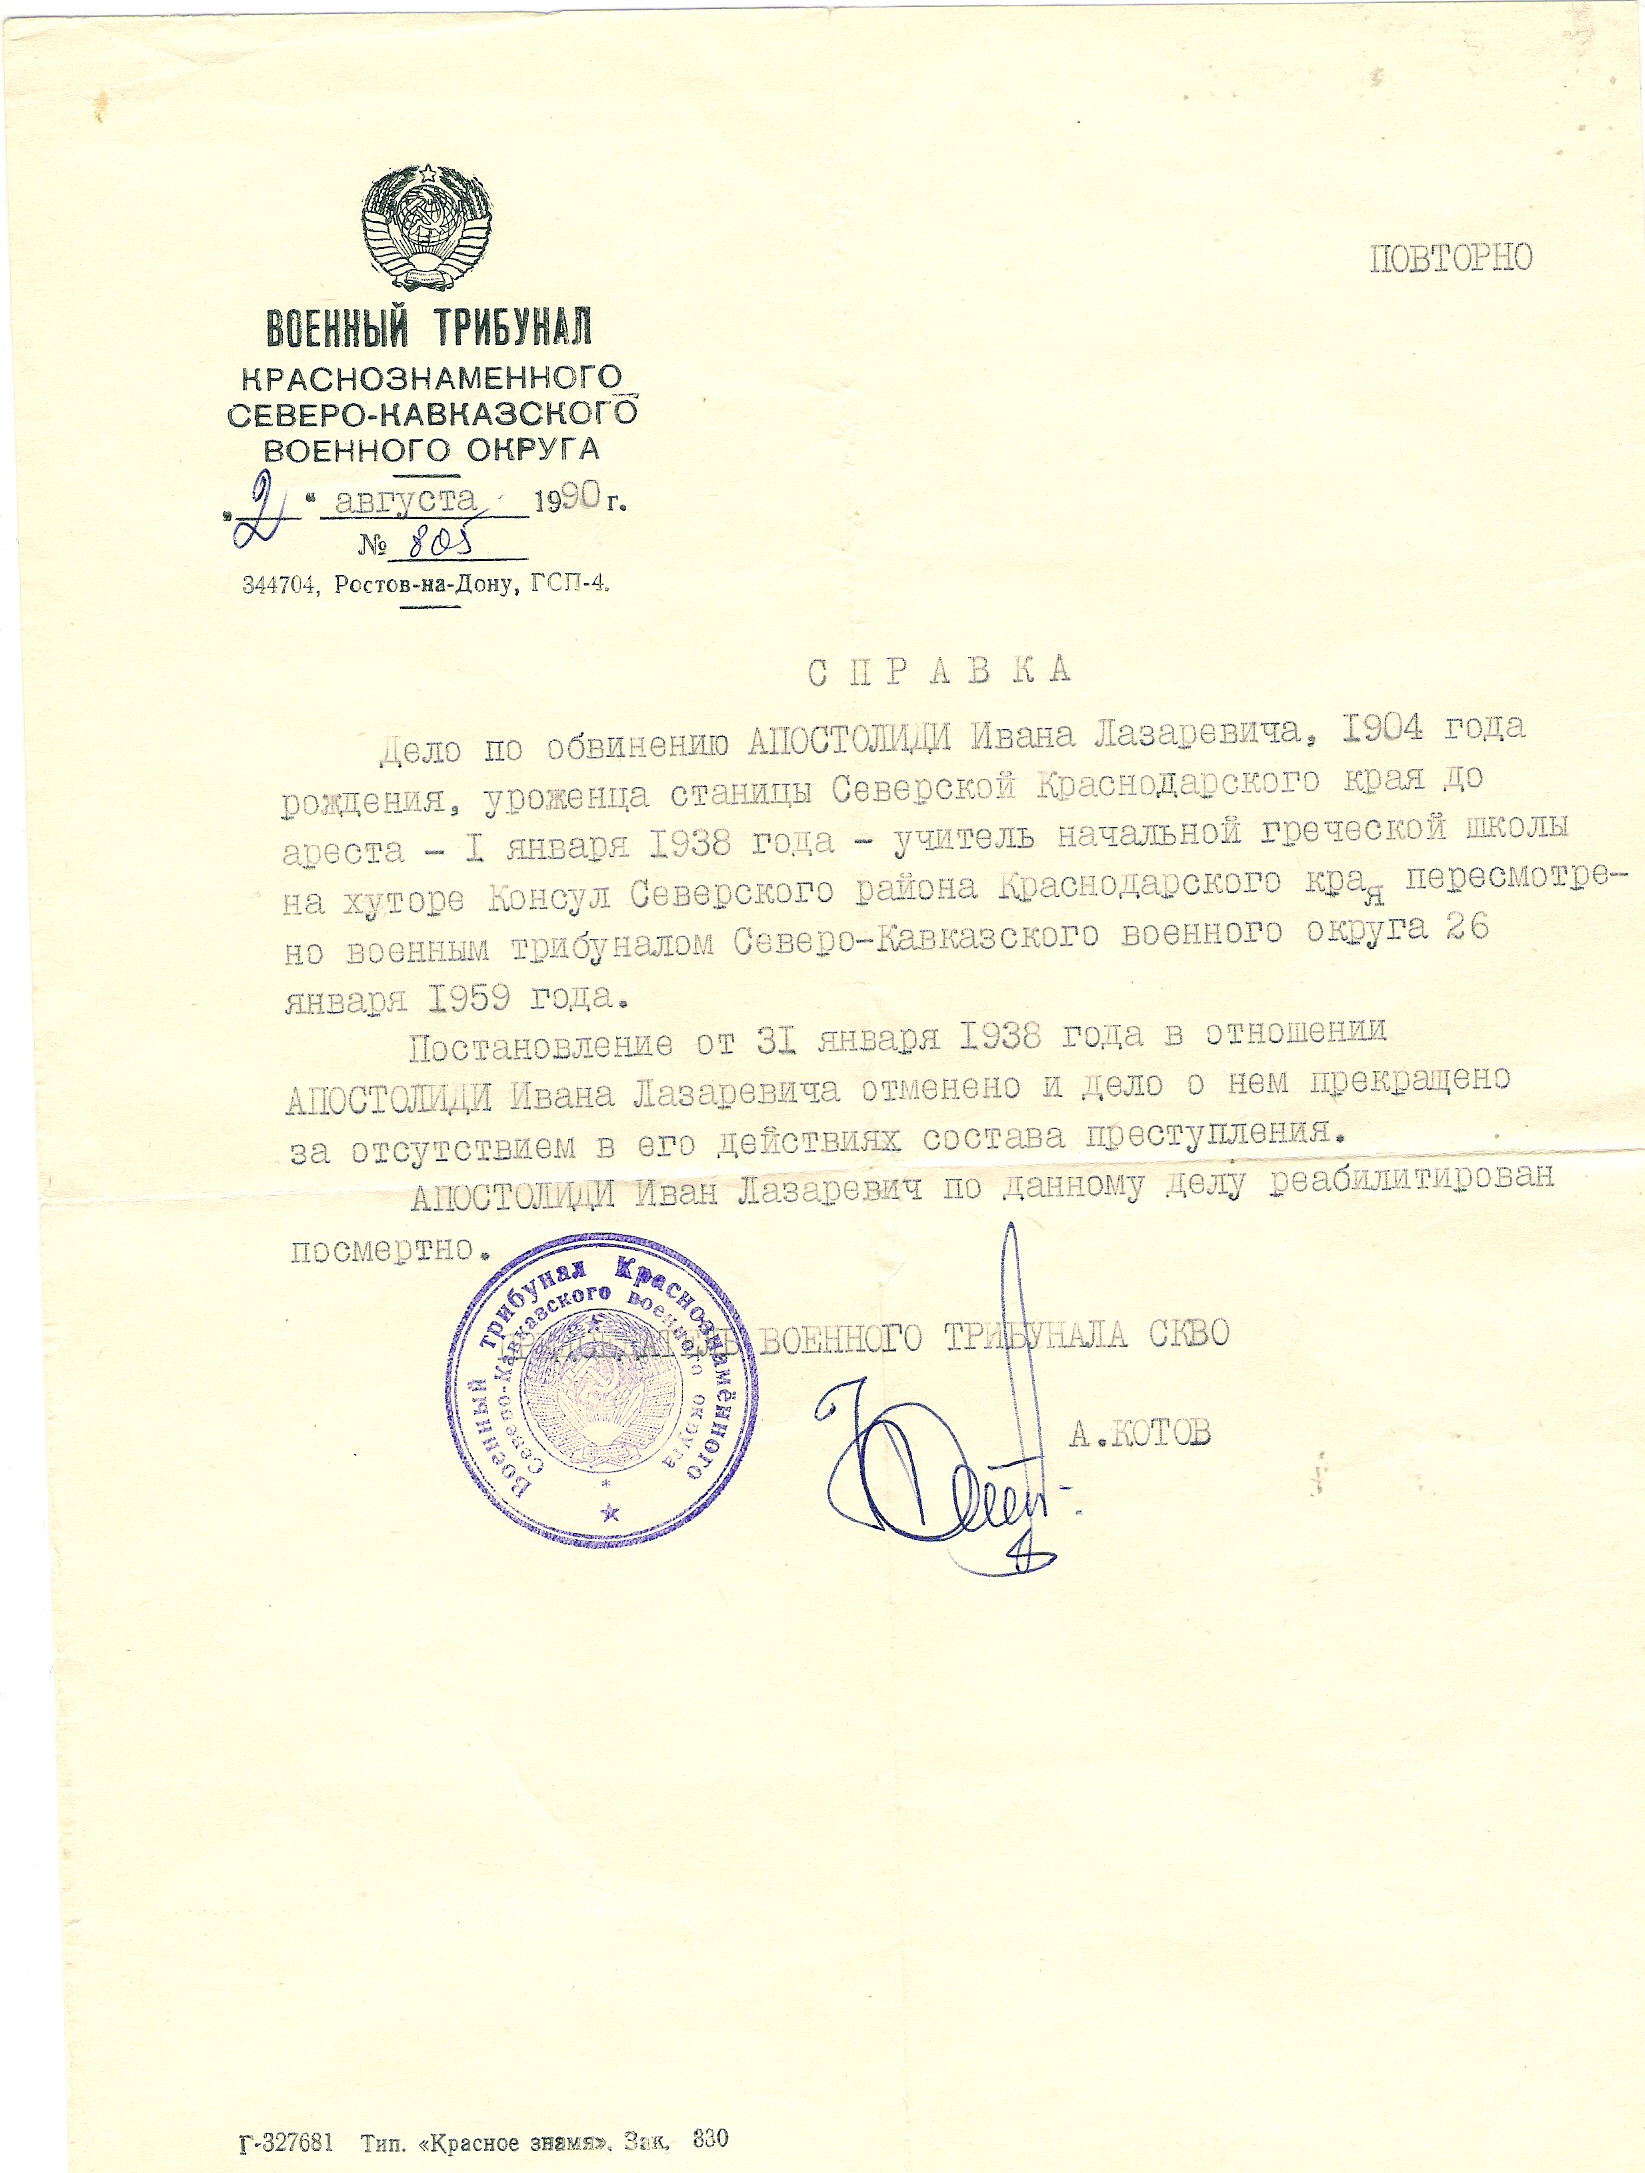 ПОВТОРНО
ВОЕННЫЙ ТРИБУНАЛ
КРАСНОЗНАМЕННОГО
СЕВЕРО-КАВКАЗСКОГО
ВОЕННОГО ОКРУГА
„2“ августа 1990 г.
№ 805
344704, Ростов-на-Дону, ГСП-4.
С П Р А В К А
Дело по обвинению АПОСТОЛИДИ Ивана Лазаревича, 1904 года
рождения, уроженца станицы Северской Краснодарского края до
ареста – I января 1938 года – учитель начальной греческой школы
на хуторе Консул Северского района Краснодарского края пересмотре-
но военным трибуналом Северо-Кавказского военного округа 26
января 1959 года.
Постановление от 3I января 1938 года в отношении
АПОСТОЛИДИ Ивана Лазаревича отменено и дело о нем прекращено
за отсутствием в его действиях состава преступления.
АПОСТОЛИДИ Иван Лазаревич по данному делу реабилитирован
посмертно.
ПРЕДСЕДАТЕЛЬ ВОЕННОГО ТРИБУНАЛА СКВО
А.КОТОВ
Военный трибунал Краснознамённого
Северо-Кавказского военного округа
Г-327681 Тип. «Красное знамя». Зак, 330